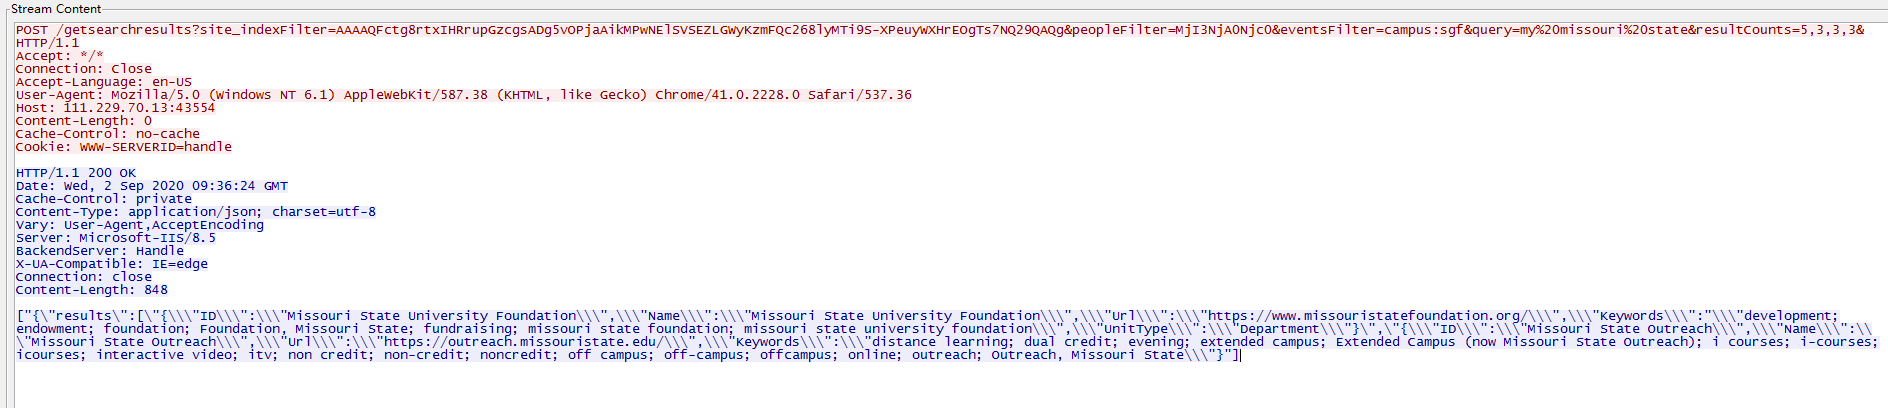 Stream Content
POST /getsearchresults?site_indexFilter=AAAAQFctg8rtxIHRrupGzcgsADg5vOPjaAikMPwNElSVSEZLGWyKzmFQc268lyMTi9S-XPeuyWXHrEOgTs7NQ29QAQg&peopleFilter=MjI3NjA0Njc0&eventsFilter=campus:sgf&query=my%20missouri%20state&resultCounts=5,3,3,3&
HTTP/1.1
Accept: */*
Connection: Close
Accept-Language: en-US
User-Agent: Mozilla/5.0 (Windows NT 6.1) AppleWebKit/587.38 (KHTML, like Gecko) Chrome/41.0.2228.0 Safari/537.36
Host: 111.229.70.13:43554
Content-Length: 0
Cache-Control: no-cache
Cookie: WWW-SERVERID=handle
HTTP/1.1 200 OK
Date: Wed, 2 Sep 2020 09:36:24 GMT
Cache-Control: private
Content-Type: application/json; charset=utf-8
Vary: User-Agent,AcceptEncoding
Server: Microsoft-IIS/8.5
BackendServer: Handle
X-UA-Compatible: IE=edge
Connection: close
Content-Length: 848
["{\"results\":[\"{\\\"ID\\\":\\\"Missouri State University Foundation\\\",\\\"Name\\\":\\\"Missouri State University Foundation\\\",\\\"Url\\\":\\\"https://www.missouristatefoundation.org/\\\",\\\"Keywords\\\":"\\\"development;
endowment; foundation; Foundation, Missouri State; fundraising; missouri state foundation; missouri state university foundation\\\",\\\"UnitType\\\":\\\"Department\\\"}\",\"{\\\"ID\\\":\\\"Missouri State Outreach\\\",\\\"Name\\\":\\
\"Missouri State Outreach\\\",\\\"Url\\\":\\\"https://outreach.missouristate.edu/\\\",\\\"Keywords\\\":\\\"distance learning; dual credit; evening; extended campus; Extended Campus (now Missouri State Outreach); i courses; i-courses;
icourses; interactive video; itv; non credit; non-credit; noncredit; off campus; off-campus; offcampus; online; outreach; Outreach, Missouri State\\\"}"]